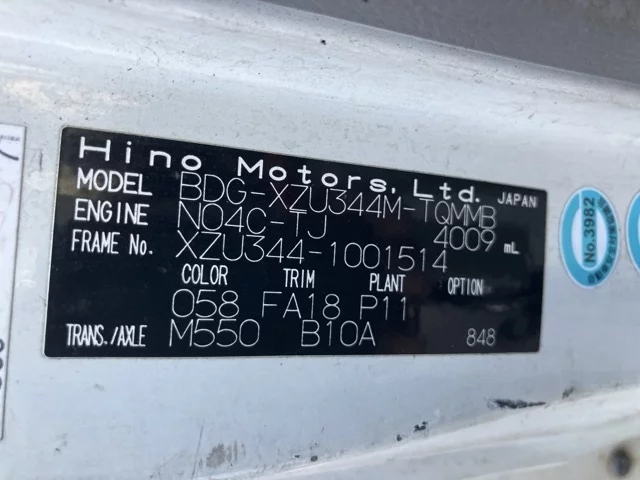 Hino Motors, Ltd. JAPAN
MODEL BDG-XZU344M-TQMMB
ENGINE N04C-TJ 4009 mL
FRAME No. XZU344-1001514
COLOR TRIM PLANT OPTION
058 FA18 P11
TRANS./AXLE M550 B10A 848
No.3982